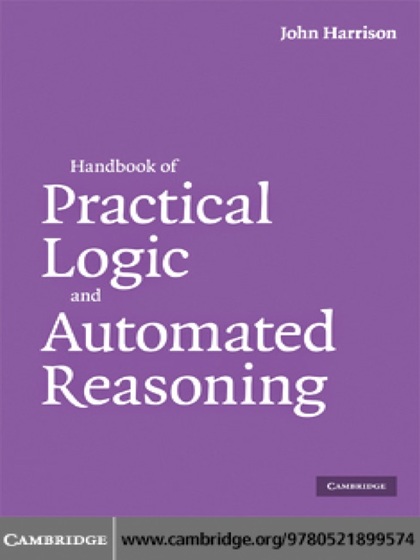 John Harrison
Handbook of
Practical
Logic
and
Automated
Reasoning
CAMBRIDGE
CAMBRIDGE www.cambridge.org/9780521899574